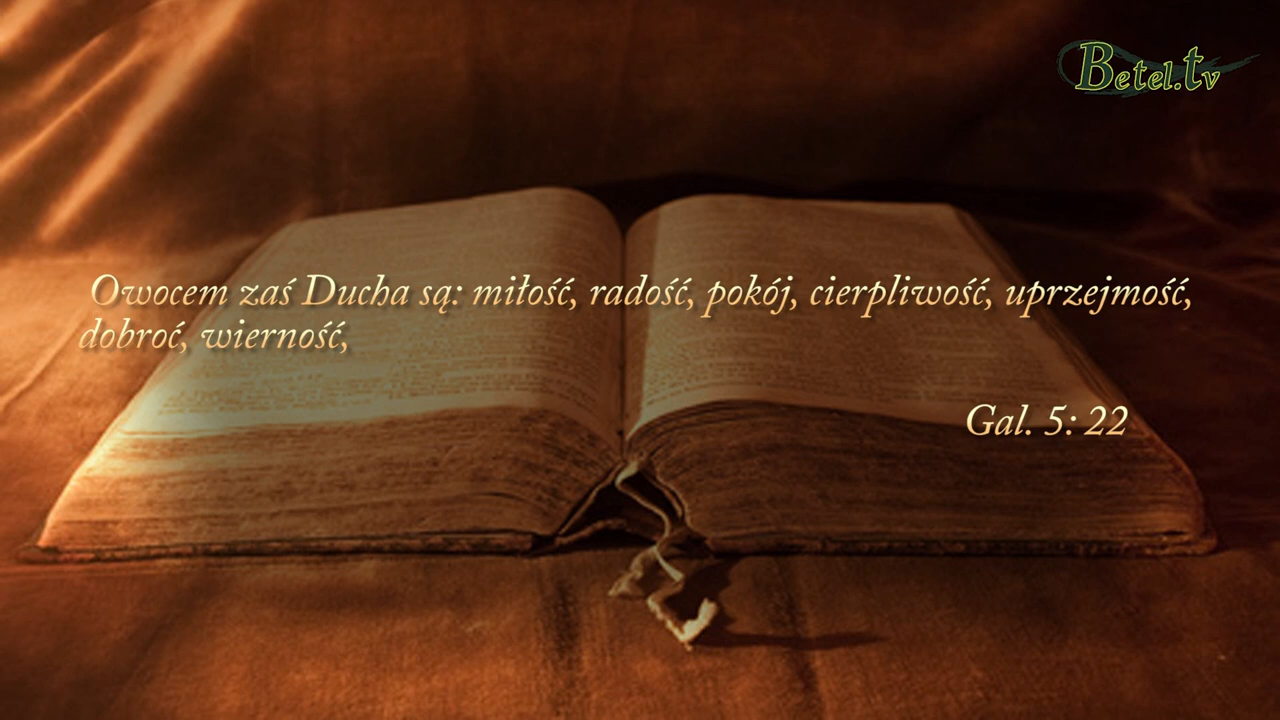 Betel.tv
Owocem zaś Ducha są: miłość, radość, pokój, cierpliwość, uprzejmość,
dobroć, wierność,
Gal. 5: 22